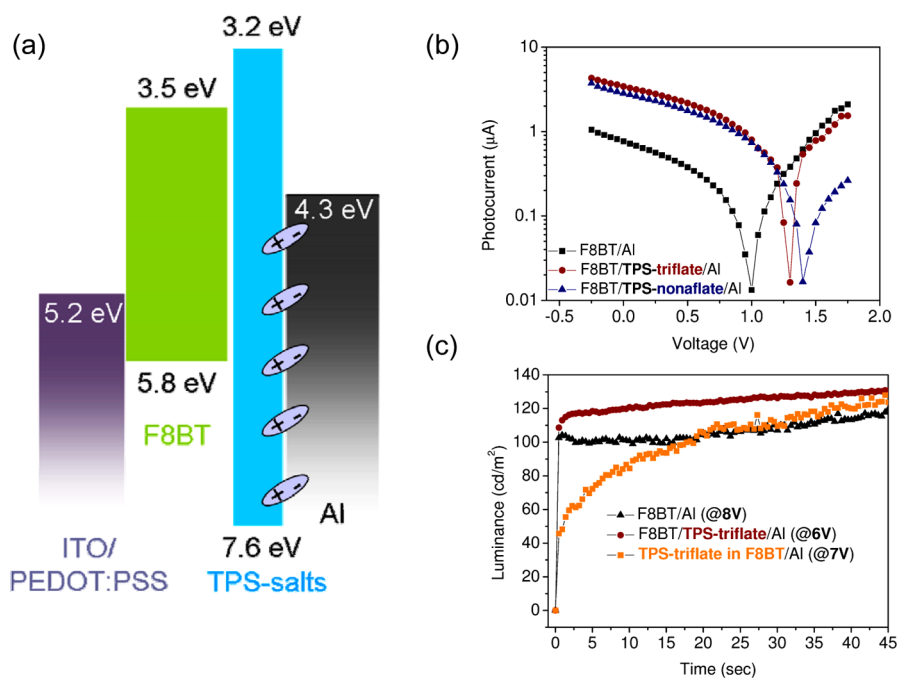 (a)
3.2 eV
3.5 eV
4.3 eV
5.2 eV
5.8 eV
F8BT
Al
7.6 eV
ITO/
PEDOT:PSS
TPS-salts
+ -
+ -
+ -
+ -
+ -
(b)
Photocurrent (µA)
10
1
0.1
0.01
F8BT/Al
F8BT/TPS-triflate/Al
F8BT/TPS-nonaflate/Al
-0.5 0.0 0.5 1.0 1.5 2.0
Voltage (V)
(c)
Luminance (cd/m²)
140
120
100
80
60
40
20
0
F8BT/Al (@8V)
F8BT/TPS-triflate/Al (@6V)
TPS-triflate in F8BT/Al (@7V)
0 5 10 15 20 25 30 35 40 45
Time (sec)